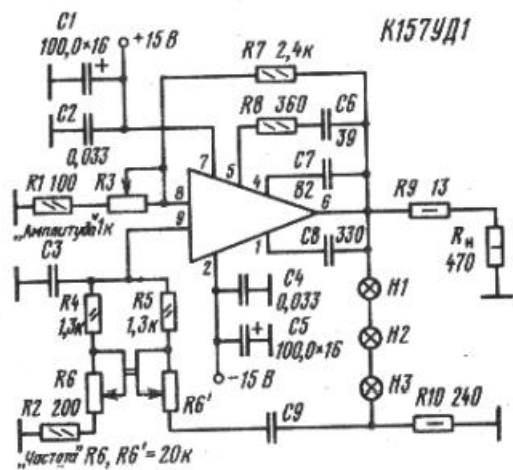 C1
100,0×16
+
+15 В
К157УД1
R7 2,4к
C2
0,033
R8 360
C6
39
7
5
4
C7
82
R1 100
R3
8
6
R9 13
„Амплитуда" 1к
9
1
C8 330
Rн
470
C3
2
C4
0,033
R4
1,3к
R5
1,3к
+
C5
100,0×16
Н1
Н2
R6
R6'
−15 В
Н3
R2 200
C9
R10 240
„Частота" R6, R6' = 20к